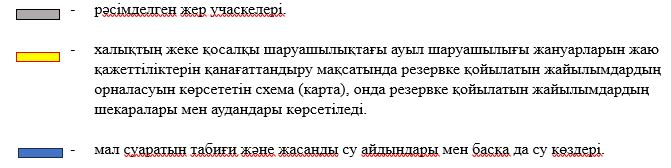 - рәсімделген жер учаскелері.
- халықтың жеке қосалқы шаруашылықтағы ауыл шаруашылығы жануарларын жаю
қажеттіліктерін қанағаттандыру мақсатында резервке қойылатын жайылымдардың
орналасуын көрсететін схема (карта), онда резервке қойылатын жайылымдардың
шекаралары мен аудандары көрсетіледі.
- мал суаратын табиғи және жасанды су айдындары мен басқа да су көздері.